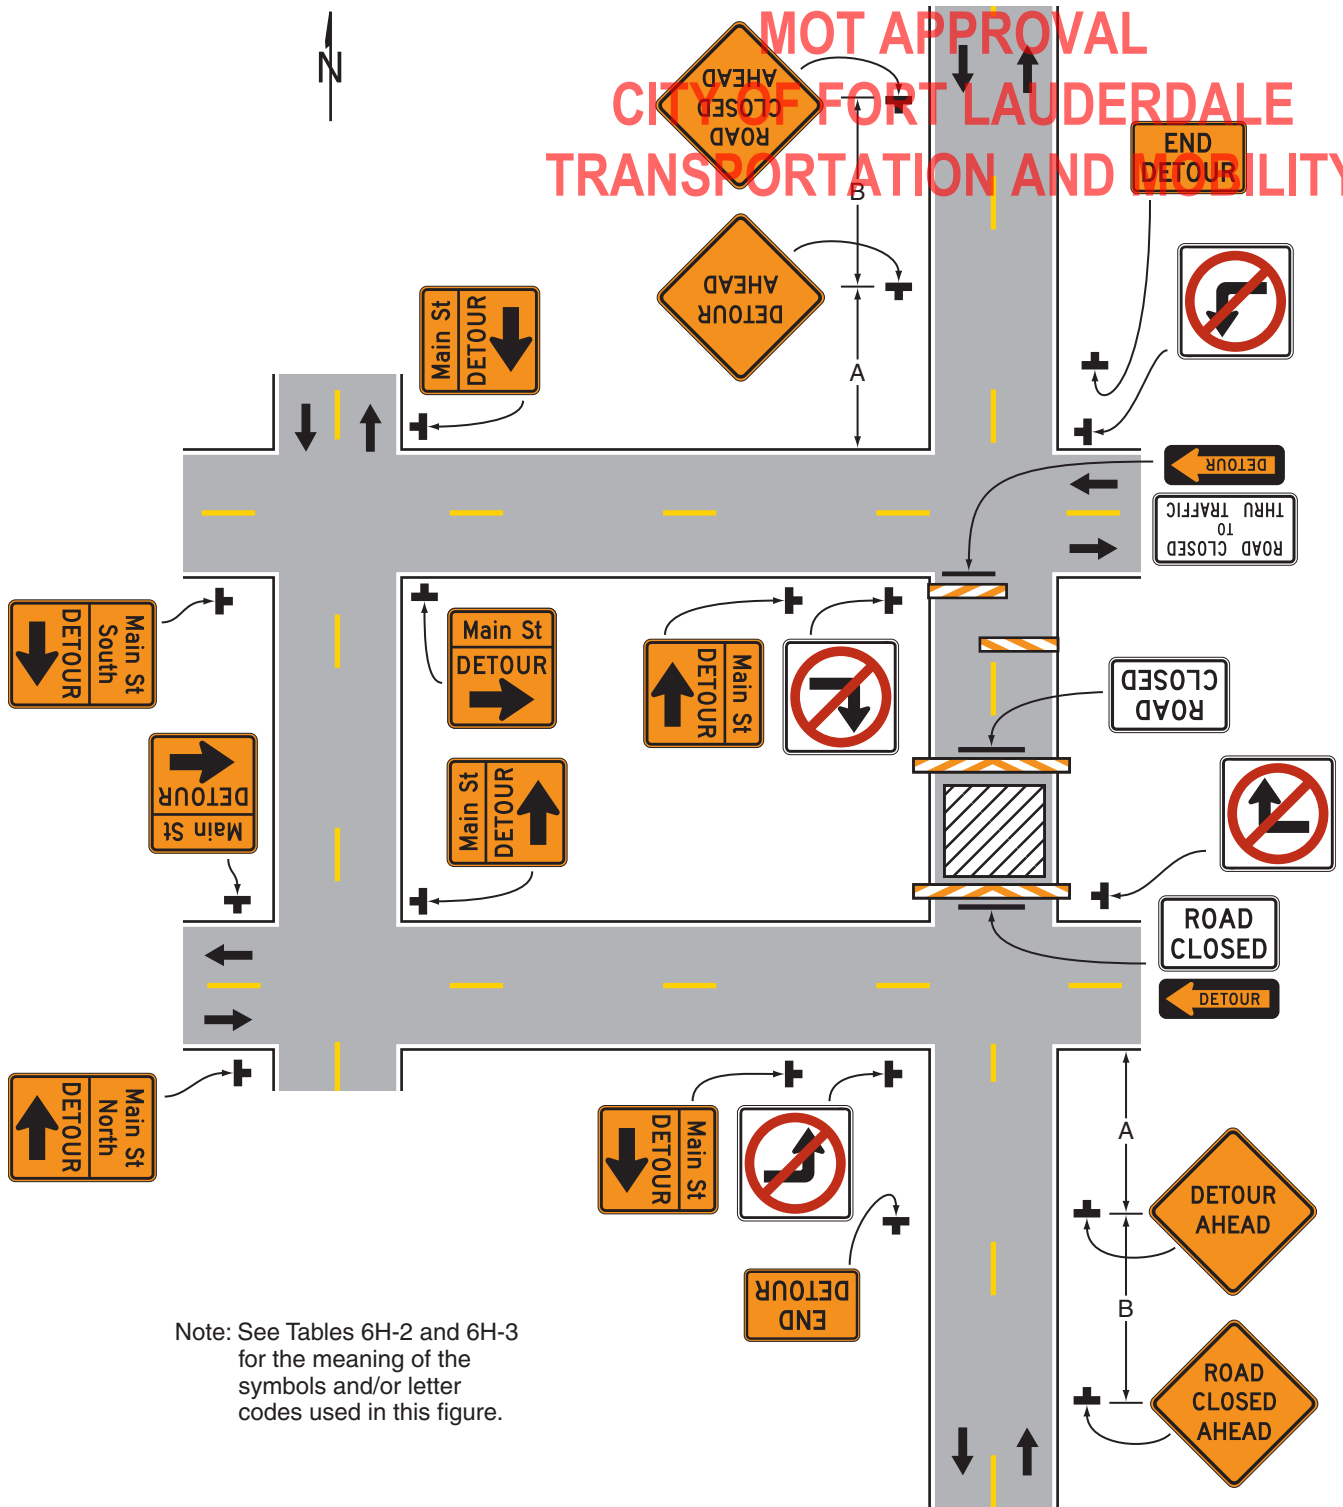 MOT APPROVAL
CITY OF FORT LAUDERDALE
TRANSPORTATION AND MOBILITY
N
ROAD
CLOSED
AHEAD
B
END
DETOUR
DETOUR
AHEAD
A
Main St
DETOUR
DETOUR
ROAD CLOSED
TO
THRU TRAFFIC
Main St
South
DETOUR
Main St
DETOUR
Main St
DETOUR
ROAD
CLOSED
Main St
DETOUR
Main St
DETOUR
ROAD
CLOSED
DETOUR
Main St
North
DETOUR
Main St
DETOUR
A
DETOUR
AHEAD
END
DETOUR
B
ROAD
CLOSED
AHEAD
Note: See Tables 6H-2 and 6H-3
for the meaning of the
symbols and/or letter
codes used in this figure.